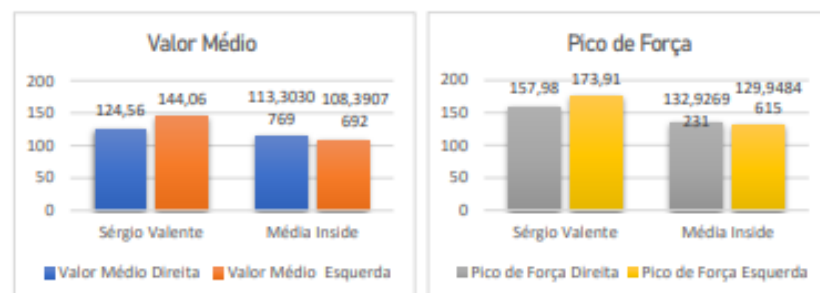 Valor Médio
200
150
100
50
0
124,56
144,06
113,3030
769
108,3907
692
Sérgio Valente
Média Inside
Valor Médio Direita
Valor Médio Esquerda
Pico de Força
200
150
100
50
0
157,98
173,91
132,9269
231
129,9484
615
Sérgio Valente
Média Inside
Pico de Força Direita
Pico de Força Esquerda